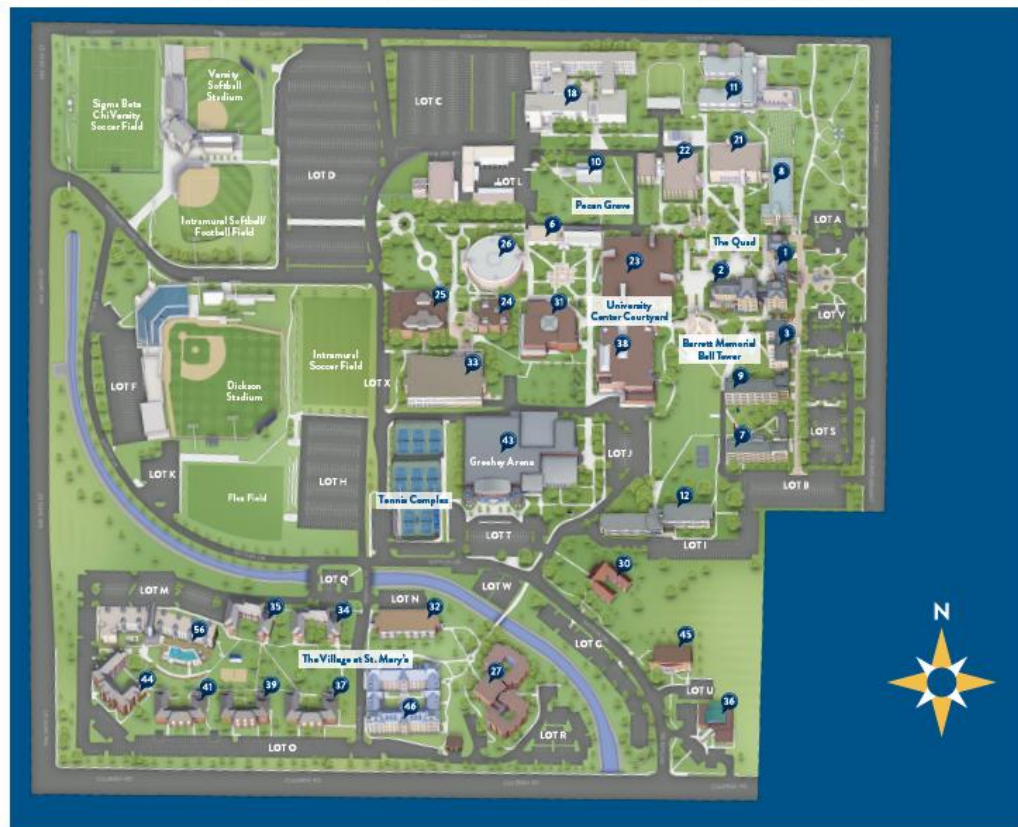 Varsity
Softball
Stadium
Sigma Beta
Chi Varsity
Soccer Field
LOT C
18
11
LOT D
22
21
10
LOT L
8
Pecan Grove
Intramural Softball/
Football Field
6
LOT A
26
23
The Quad
1
2
25
24
31
University
Center Courtyard
LOT V
3
38
Barrett Memorial
Bell Tower
Intramural
Soccer Field
33
LOT F
LOT X
9
Dickson
Stadium
7
LOT S
43
Greehey Arena
LOT J
LOT K
LOT H
LOT B
Flex Field
Tennis Complex
12
LOT T
LOT I
30
LOT Q
LOT W
LOT M
LOT N
32
35
34
N
56
LOT G
45
The Village at St. Mary's
27
44
41
39
37
LOT U
46
36
LOT R
LOT O